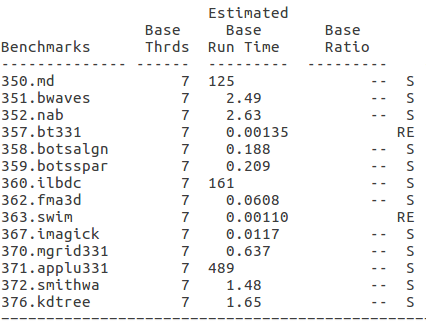 Estimated
                  Base      Base        Base
Benchmarks       Thrds   Run Time      Ratio
-------------- ------  ---------  ---------
350.md               7  125                --  S
351.bwaves           7    2.49             --  S
352.nab              7    2.63             --  S
357.bt331            7    0.00135             RE
358.botsalgn         7    0.188            --  S
359.botsspar         7    0.209            --  S
360.ilbdc            7  161                --  S
362.fma3d            7    0.0608           --  S
363.swim             7    0.00110             RE
367.imagick          7    0.0117           --  S
370.mgrid331         7    0.637            --  S
371.applu331         7  489                --  S
372.smithwa          7    1.48             --  S
376.kdtree           7    1.65             --  S
--------------------------------------------------